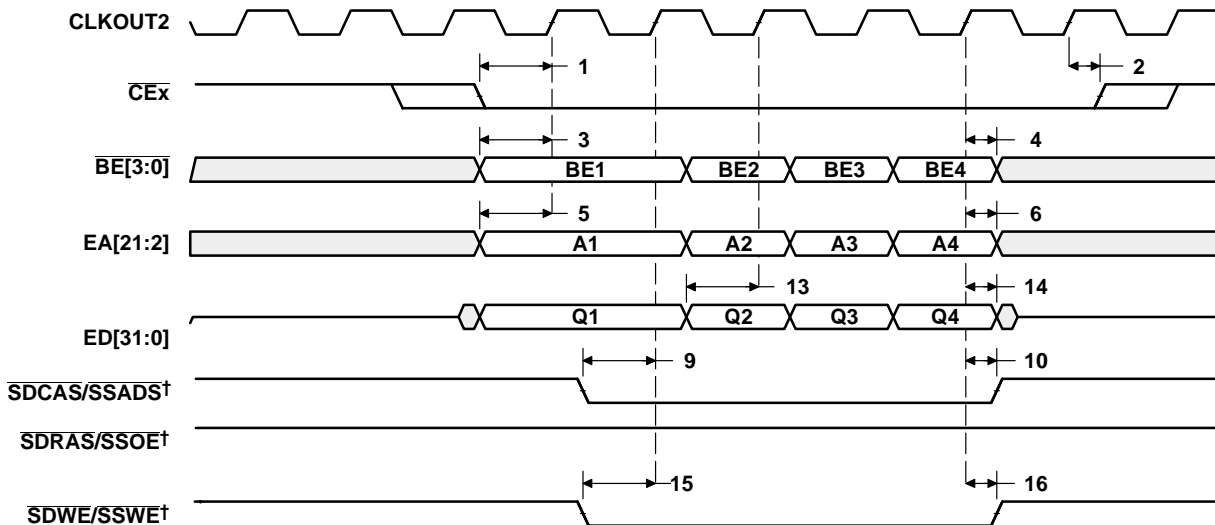 CLKOUT2
1
2
CEx
3
4
BE[3:0]
BE1
BE2
BE3
BE4
5
6
EA[21:2]
A1
A2
A3
A4
13
14
ED[31:0]
Q1
Q2
Q3
Q4
9
10
SDCAS/SSADS†
SDRAS/SSOE†
15
16
SDWE/SSWE†